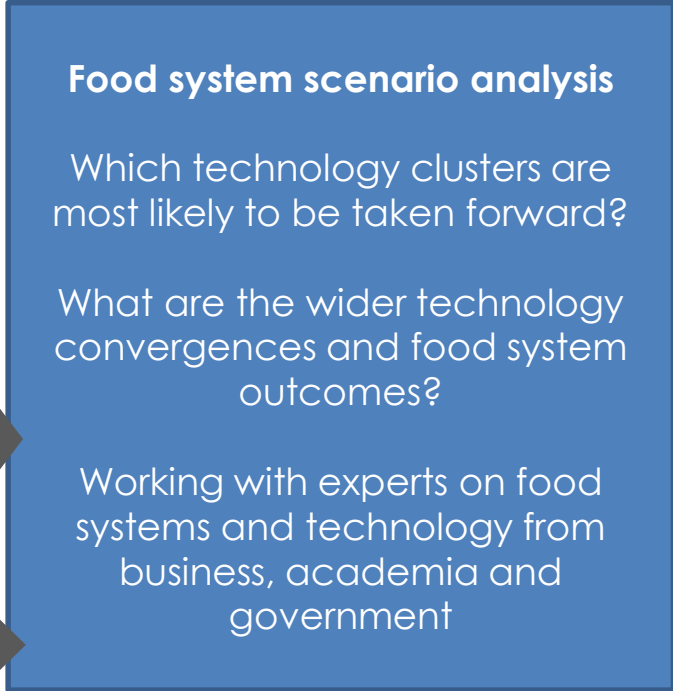 Food system scenario analysis
Which technology clusters are
most likely to be taken forward?
What are the wider technology
convergences and food system
outcomes?
Working with experts on food
systems and technology from
business, academia and
government